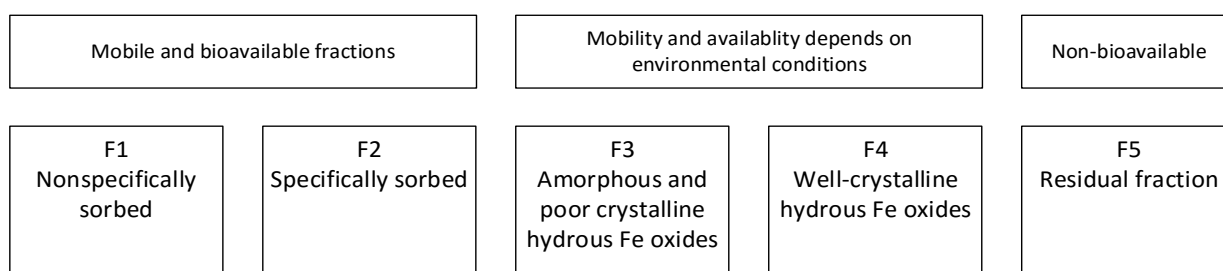 Mobile and bioavailable fractions
Mobility and availablity depends on
environmental conditions
Non-bioavailable
F1
Nonspecifically
sorbed
F2
Specifically sorbed
F3
Amorphous and
poor crystalline
hydrous Fe oxides
F4
Well-crystalline
hydrous Fe oxides
F5
Residual fraction